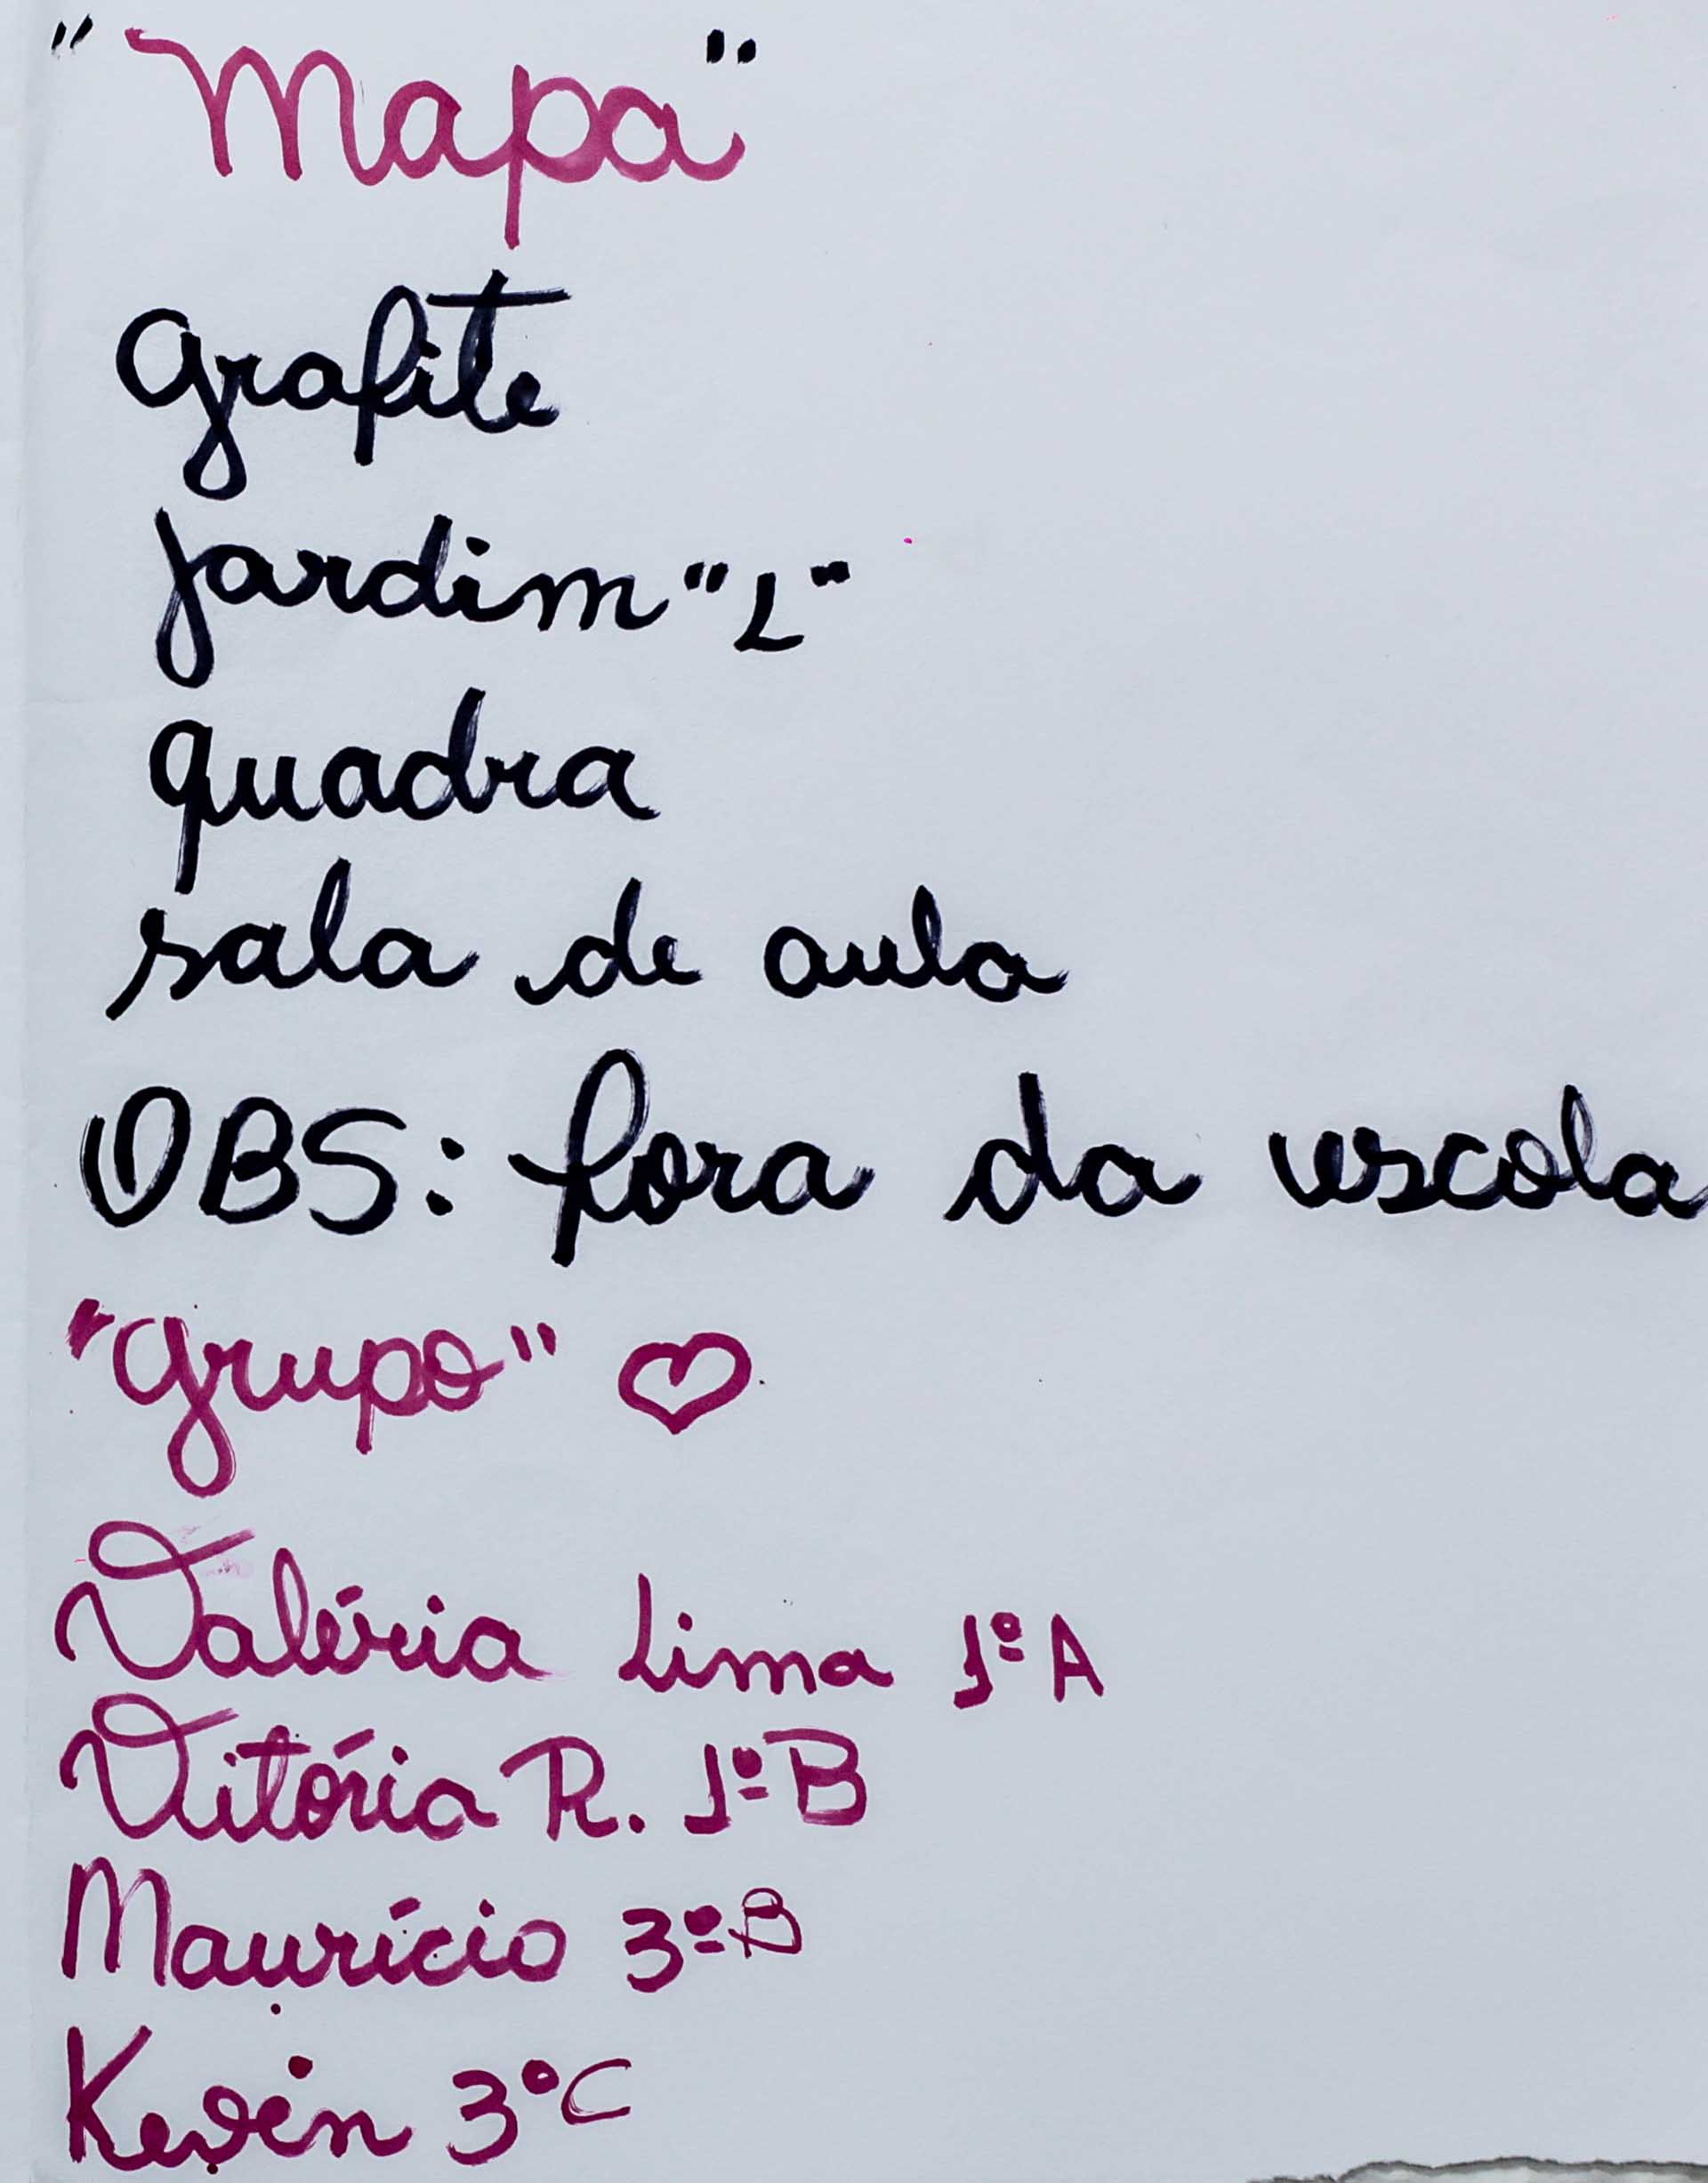 "Mapa"
grafite
jardim "L"
quadra
sala de aula
OBS: fora da escola
"grupo" ♡
Valéria Lima 1º A
Vitória R. 1º B
Maurício 3º B
Kevin 3º C